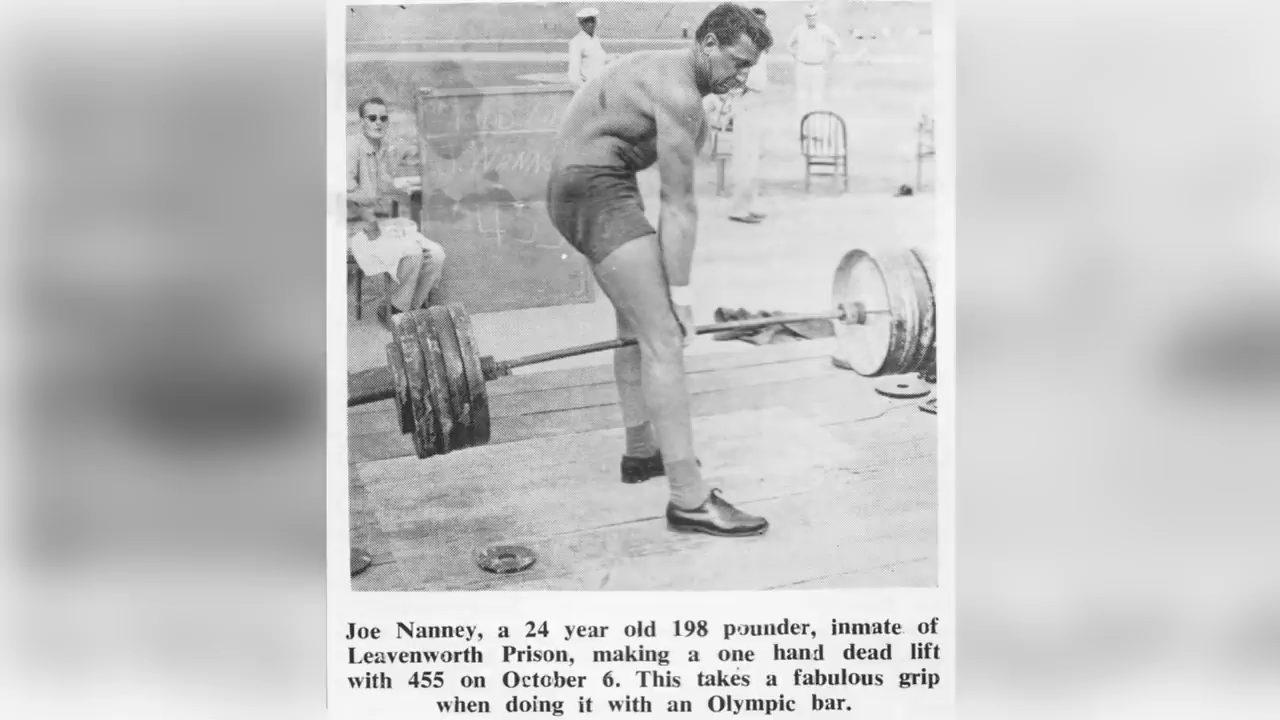 455
Joe Nanney, a 24 year old 198 pounder, inmate of
Leavenworth Prison, making a one hand dead lift
with 455 on October 6. This takes a fabulous grip
when doing it with an Olympic bar.